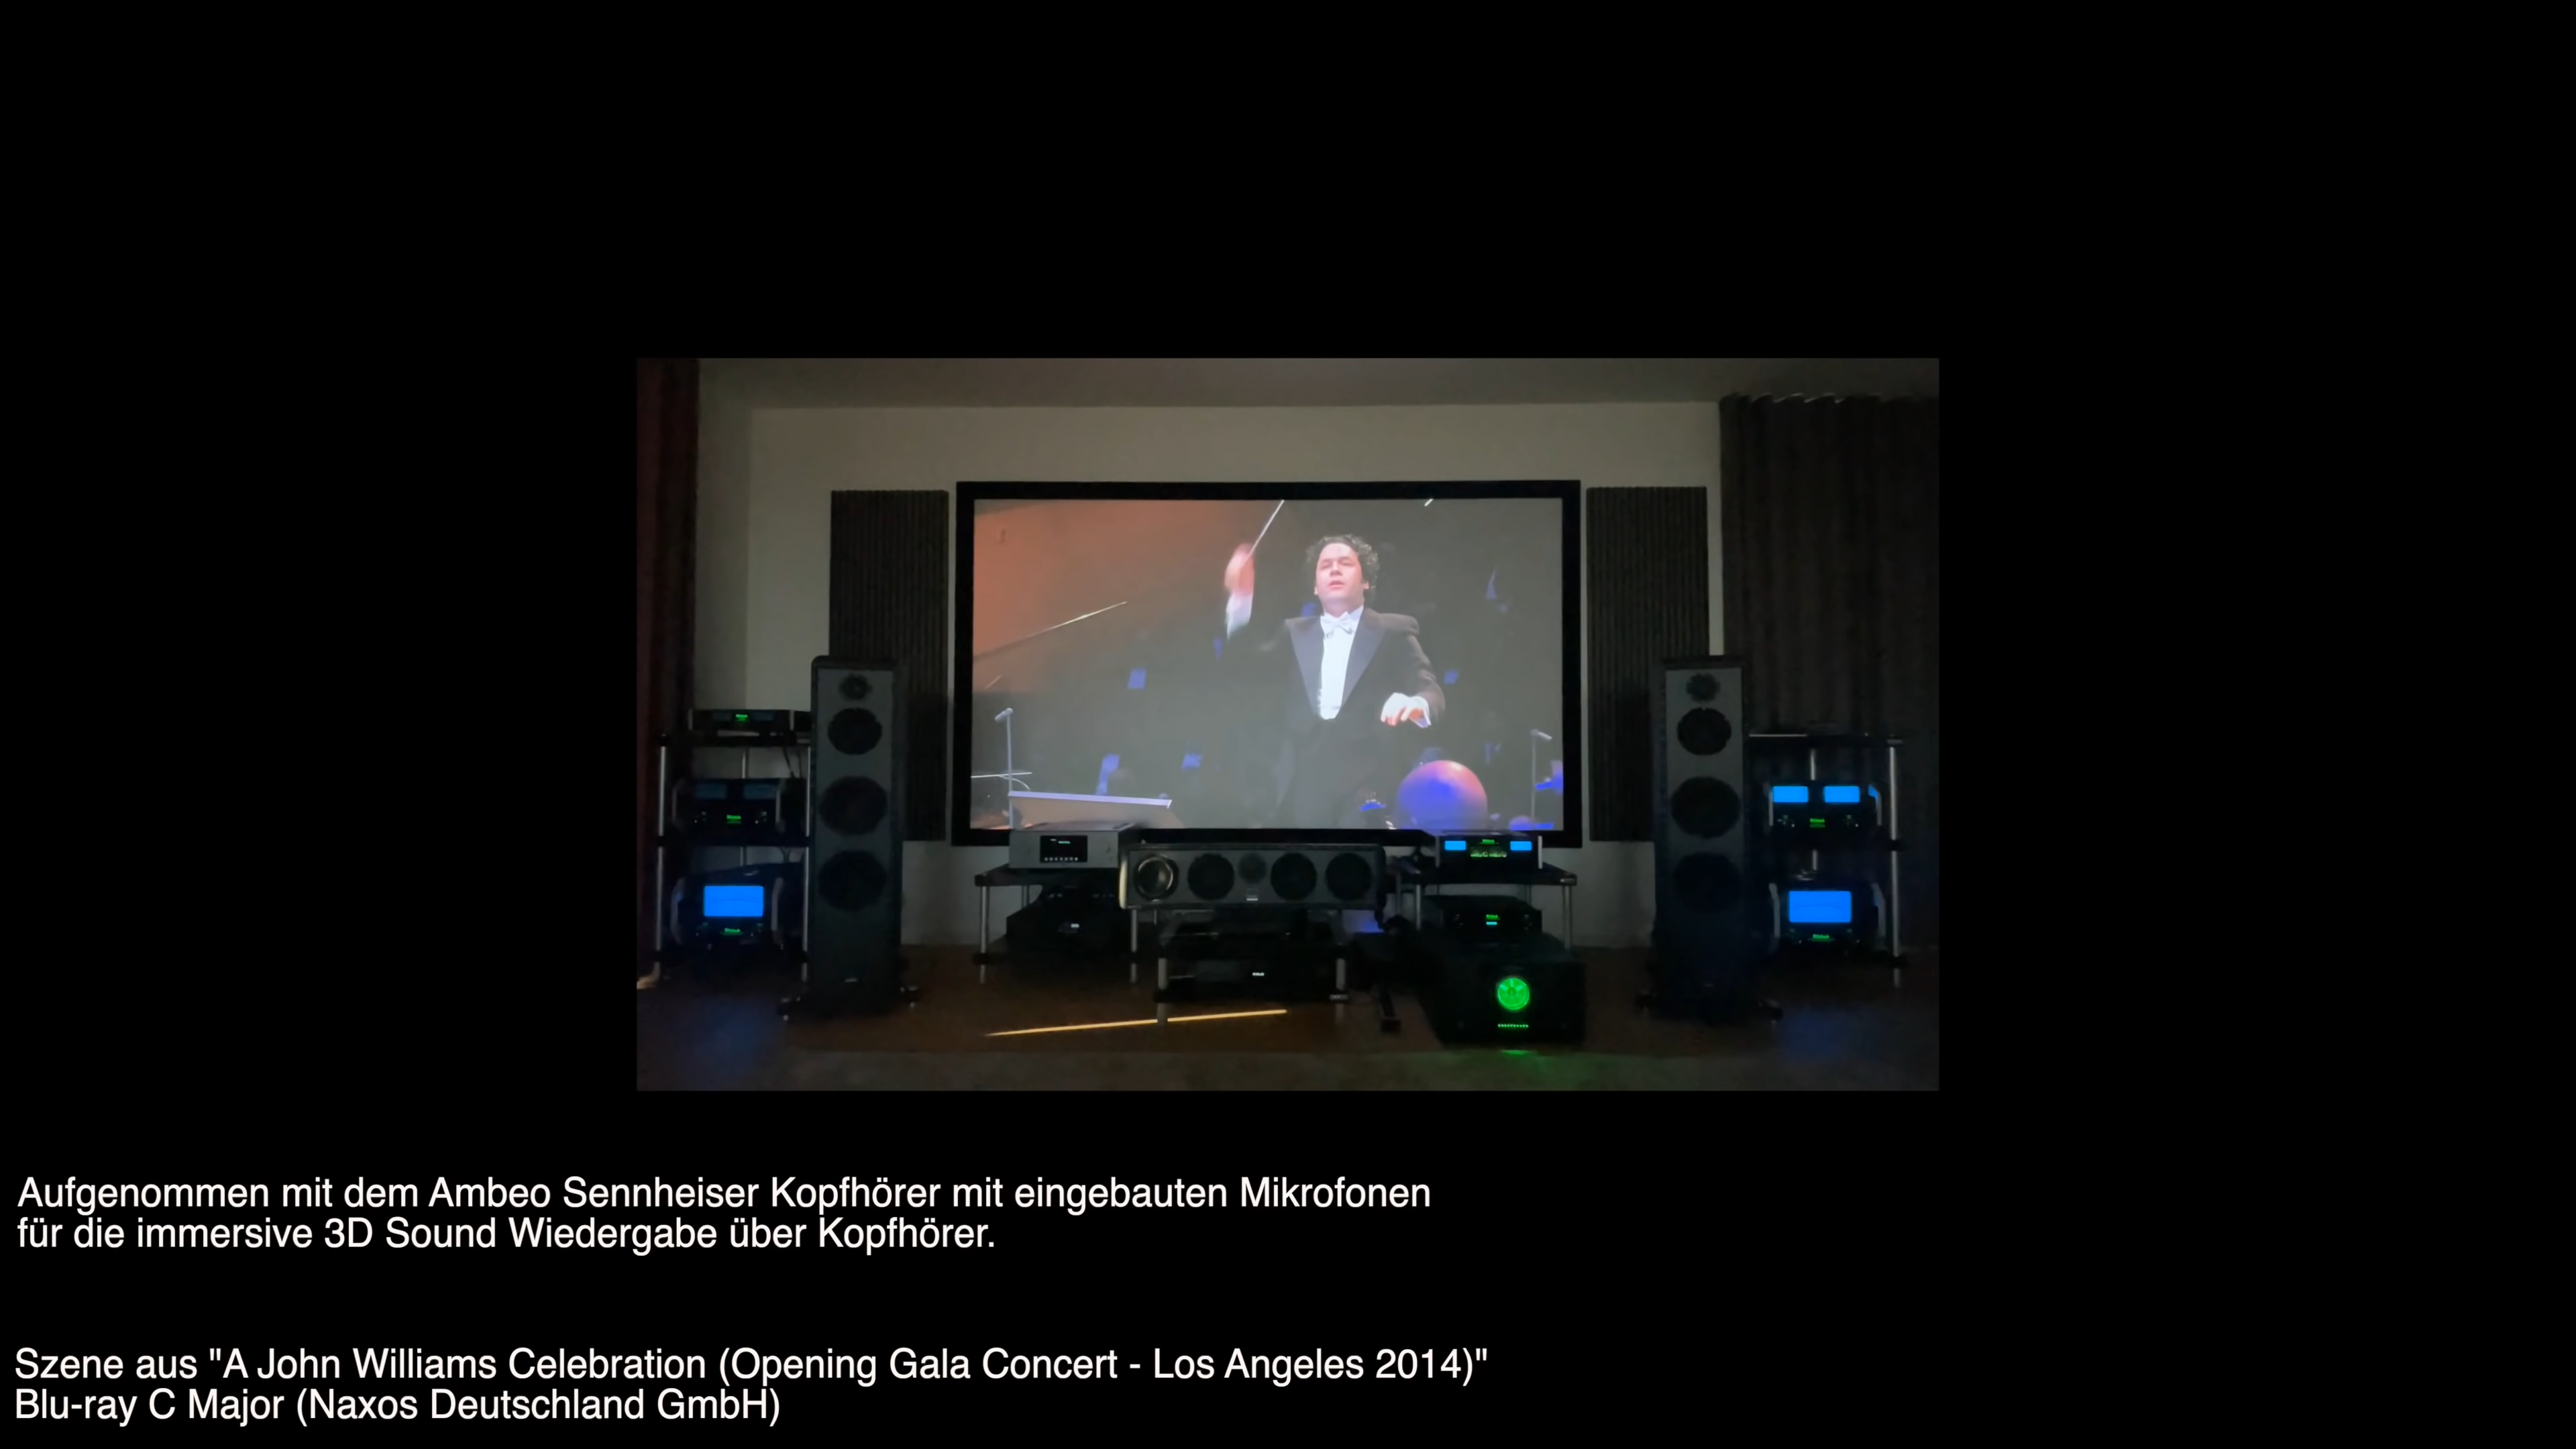 Aufgenommen mit dem Ambeo Sennheiser Kopfhörer mit eingebauten Mikrofonen
für die immersive 3D Sound Wiedergabe über Kopfhörer.
Szene aus "A John Williams Celebration (Opening Gala Concert - Los Angeles 2014)"
Blu-ray C Major (Naxos Deutschland GmbH)